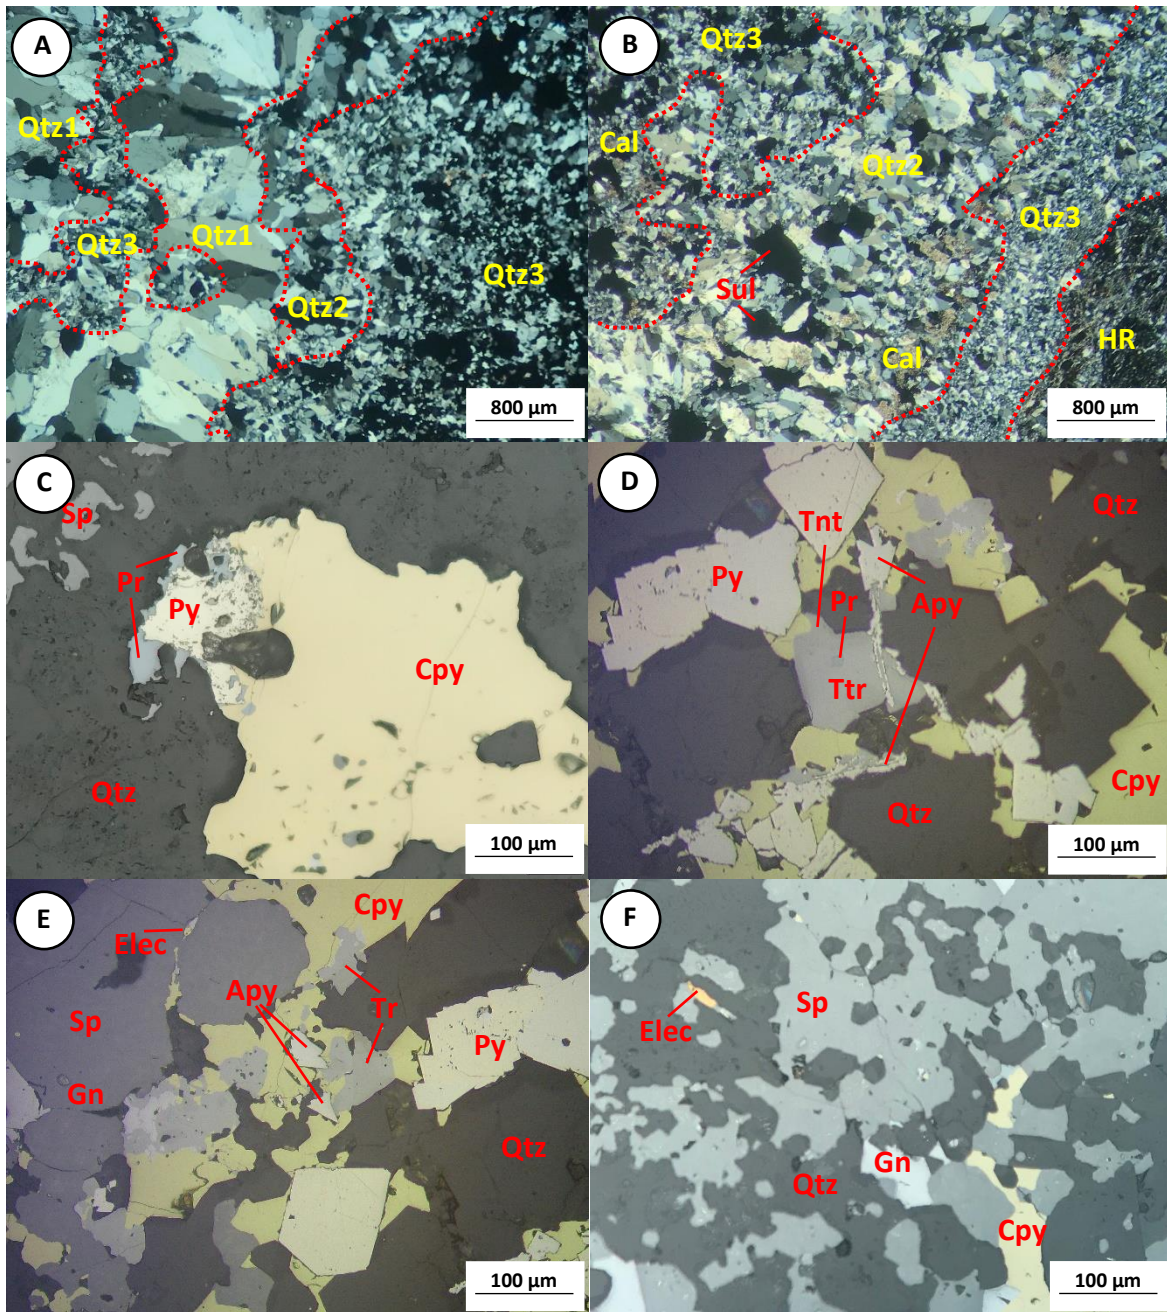 A
Qtz1
Qtz3
Qtz1
Qtz2
Qtz3
800 µm
B
Qtz3
Cal
Qtz2
Qtz3
Sul
Cal
HR
800 µm
C
Sp
Pr
Py
Cpy
Qtz
100 µm
D
Qtz
Tnt
Py
Pr
Apy
Ttr
Cpy
Qtz
100 µm
E
Cpy
Elec
Apy
Tr
Sp
Py
Gn
Qtz
100 µm
F
Sp
Elec
Gn
Qtz
Cpy
100 µm